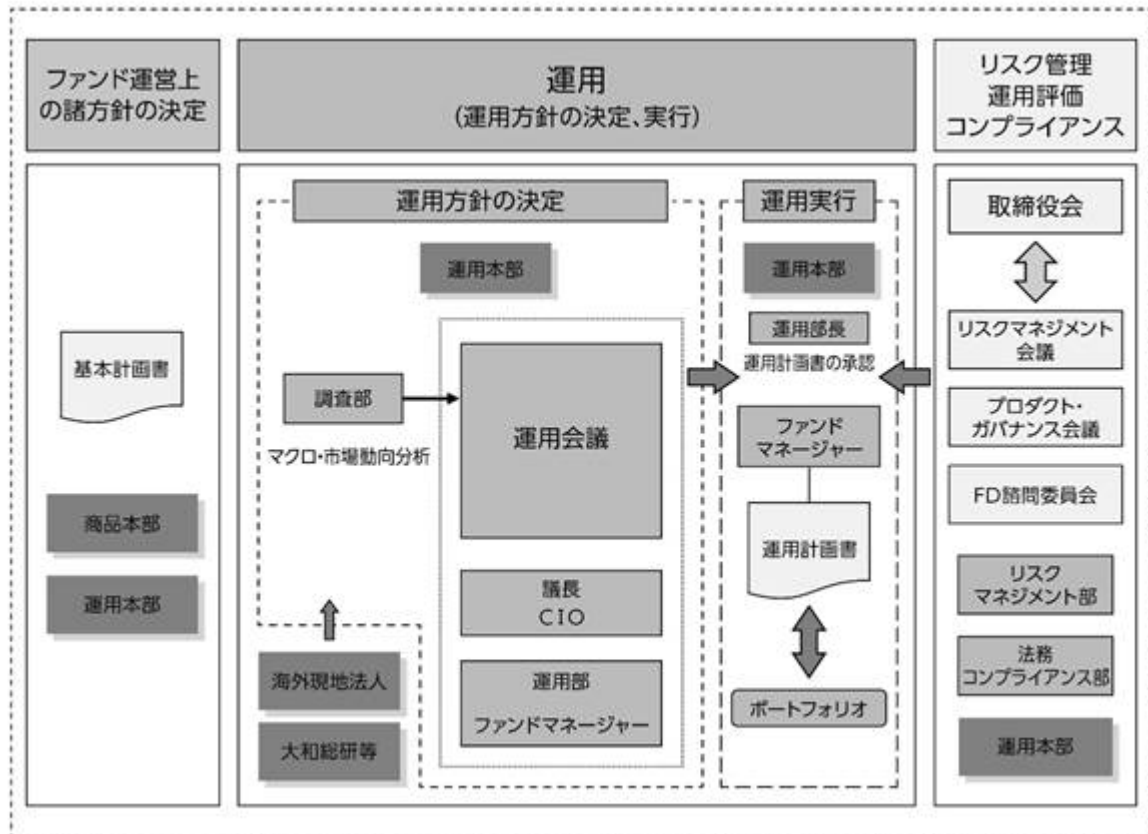 ファンド運営上
の諸方針の決定
運用
(運用方針の決定、実行)
リスク管理
運用評価
コンプライアンス
基本計画書
商品本部
運用本部
運用方針の決定
運用本部
調査部
マクロ・市場動向分析
運用会議
議長
CIO
運用部
ファンドマネージャー
海外現地法人
大和総研等
運用実行
運用本部
運用部長
運用計画書の承認
ファンド
マネージャー
運用計画書
ポートフォリオ
取締役会
リスクマネジメント
会議
プロダクト・
ガバナンス会議
FD諮問委員会
リスク
マネジメント部
法務
コンプライアンス部
運用本部